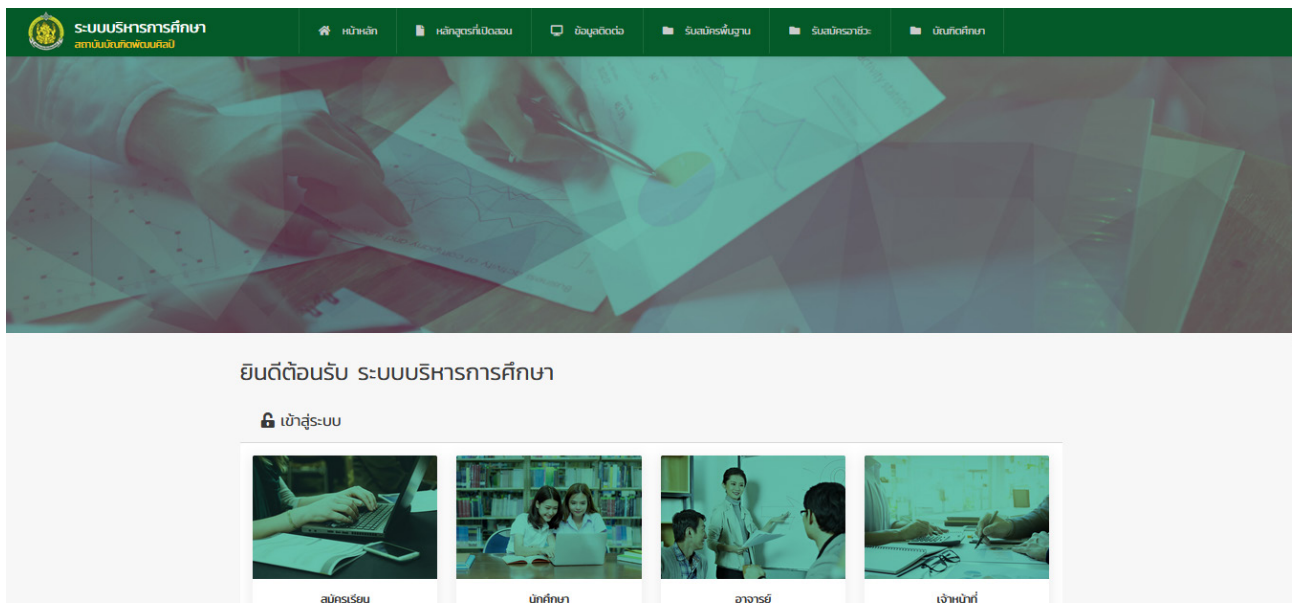 ระบบบริหารการศึกษา
สถาบันบัณฑิตพัฒนศิลป์
หน้าหลัก
หลักสูตรที่เปิดสอน
ข้อมูลติดต่อ
รับสมัครพื้นฐาน
รับสมัครอาชีวะ
บัณฑิตศึกษา
ยินดีต้อนรับ ระบบบริหารการศึกษา
เข้าสู่ระบบ
สมัครเรียน
นักศึกษา
อาจารย์
เจ้าหน้าที่